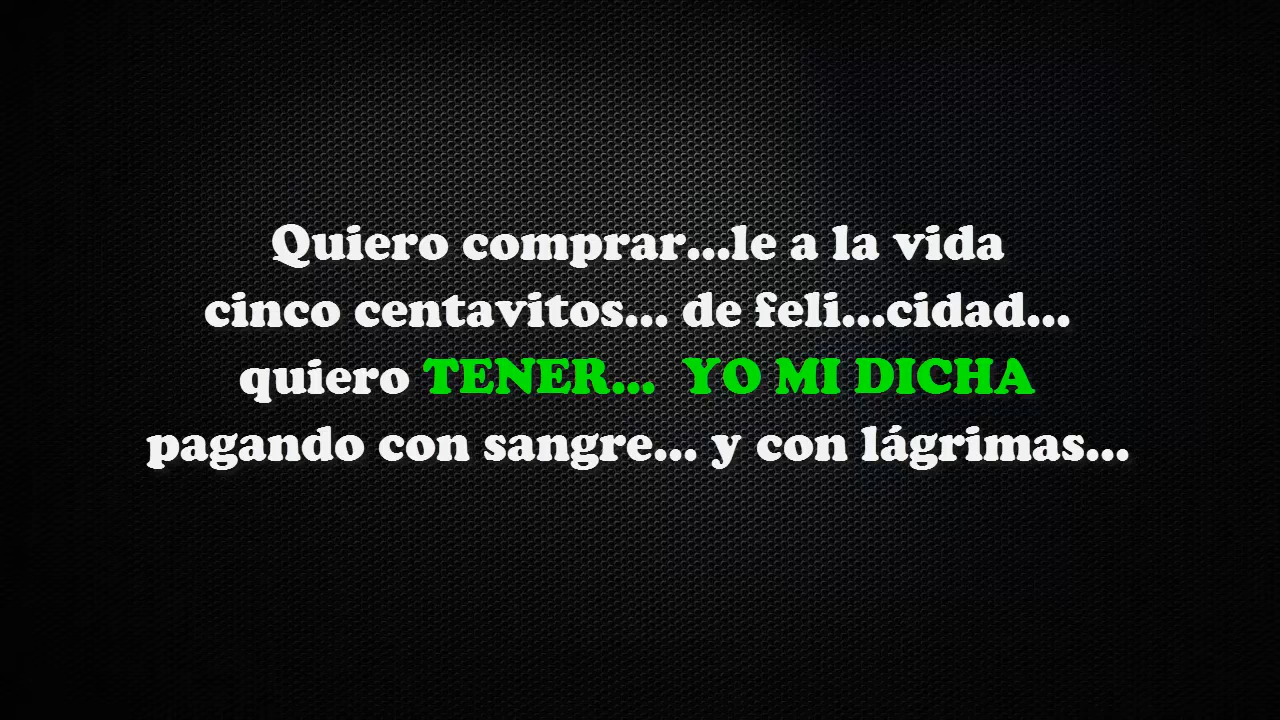 Quiero comprar...le a la vida
cinco centavitos... de feli...cidad...
quiero TENER...  YO MI DICHA
pagando con sangre... y con lágrimas...